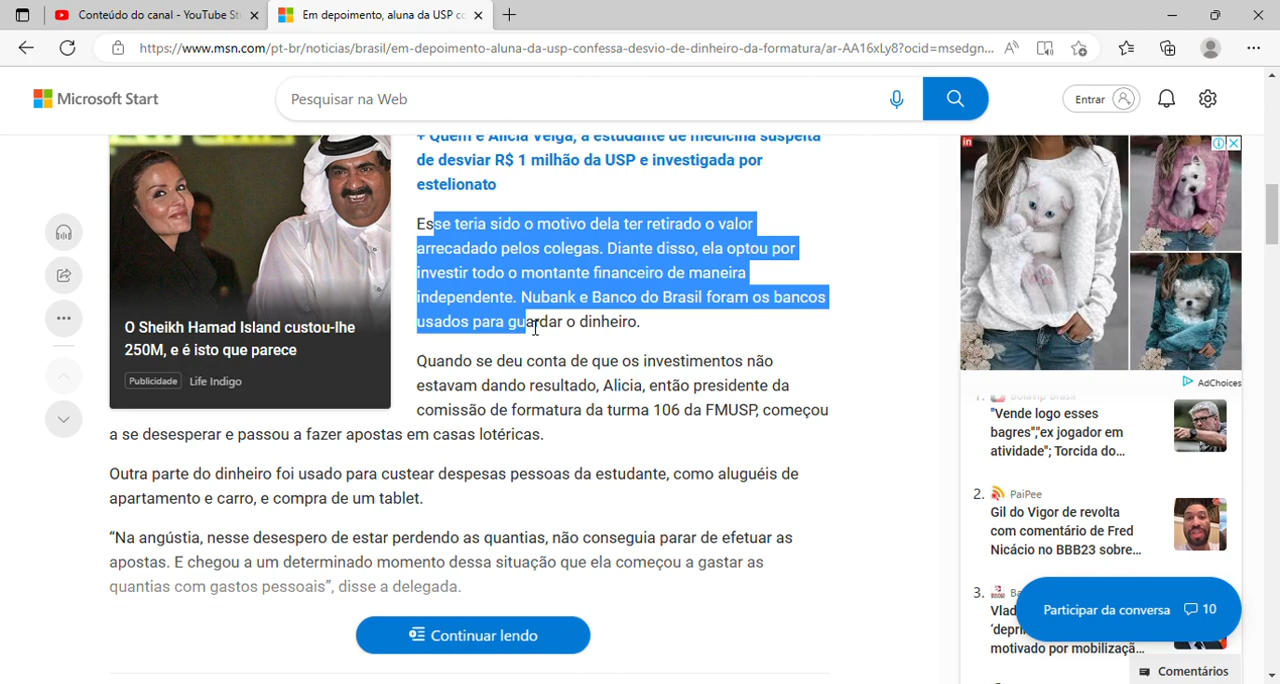 Conteúdo do canal - YouTube St
Em depoimento, aluna da USP co
https://www.msn.com/pt-br/noticias/brasil/em-depoimento-aluna-da-usp-confessa-desvio-de-dinheiro-da-formatura/ar-AA16xLy8?ocid=msedgn...
Microsoft Start
Pesquisar na Web
Entrar
+ Quem é Alicia Veiga, a estudante de medicina suspeita
de desviar R$ 1 milhão da USP e investigada por
estelionato
Esse teria sido o motivo dela ter retirado o valor
arrecadado pelos colegas. Diante disso, ela optou por
investir todo o montante financeiro de maneira
independente. Nubank e Banco do Brasil foram os bancos
usados para guardar o dinheiro.
O Sheikh Hamad Island custou-lhe
250M, e é isto que parece
Publicidade Life Indigo
Quando se deu conta de que os investimentos não
estavam dando resultado, Alicia, então presidente da
comissão de formatura da turma 106 da FMUSP, começou
a se desesperar e passou a fazer apostas em casas lotéricas.
Outra parte do dinheiro foi usado para custear despesas pessoas da estudante, como aluguéis de
apartamento e carro, e compra de um tablet.
“Na angústia, nesse desespero de estar perdendo as quantias, não conseguia parar de efetuar as
apostas. E chegou a um determinado momento dessa situação que ela começou a gastar as
quantias com gastos pessoais”, disse a delegada.
Continuar lendo
in
AdChoices
1. Bolavip Brasil
"Vende logo esses
bagres","ex jogador em
atividade"; Torcida do...
2. PaiPee
Gil do Vigor de revolta
com comentário de Fred
Nicácio no BBB23 sobre...
3. Ba
Vlad
'depri
motivado por mobilizaçã...
Participar da conversa 10
Comentários